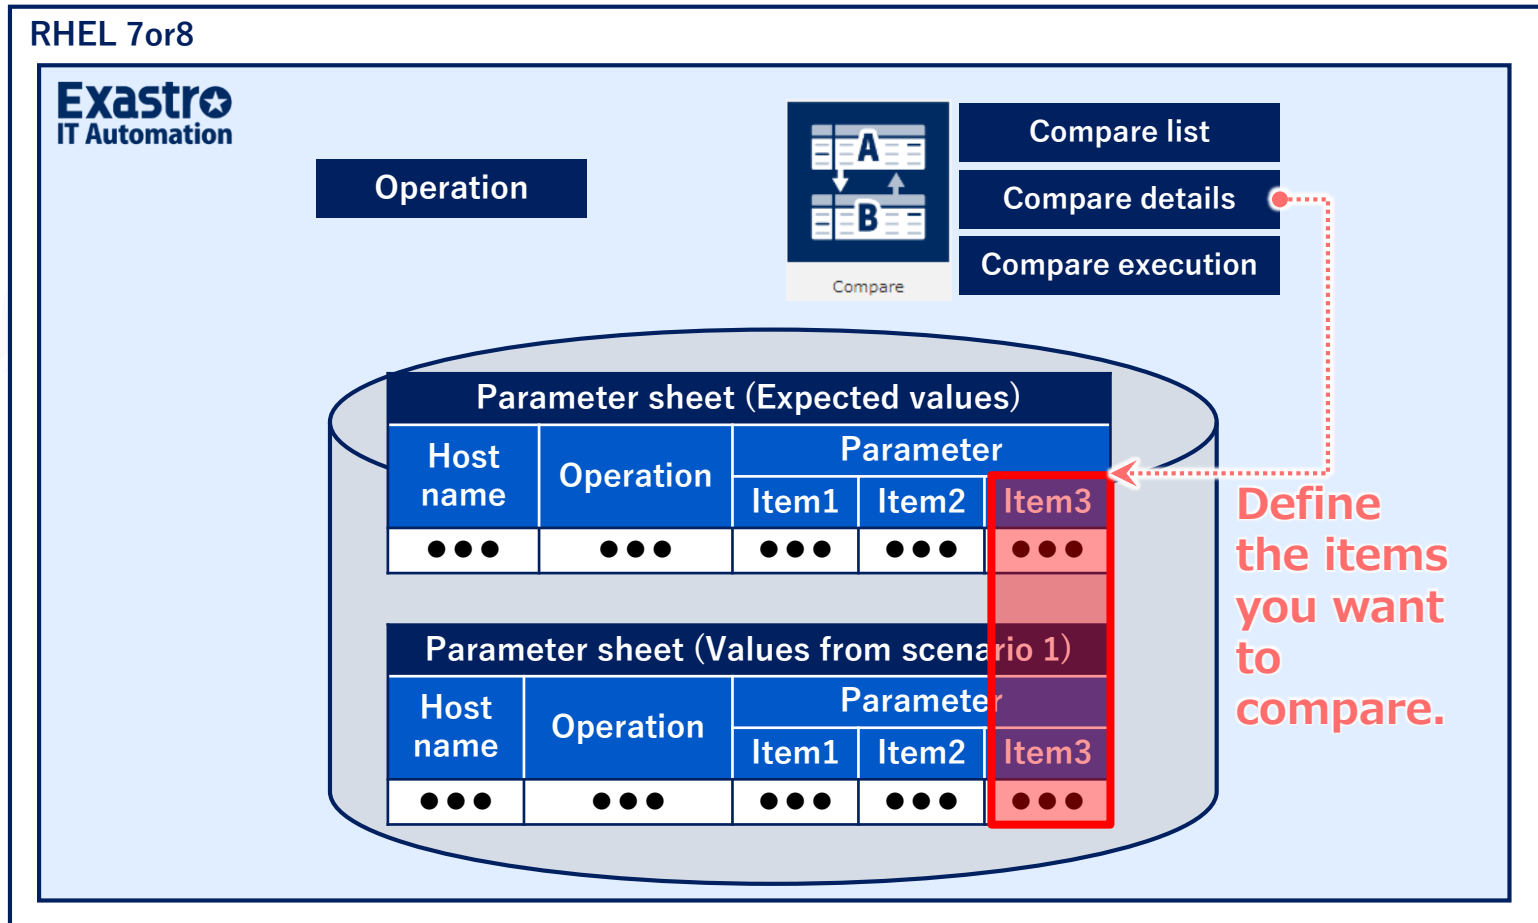 RHEL 7or8
Exastro
IT Automation
Operation
A
B
Compare
Compare list
Compare details
Compare execution
Parameter sheet (Expected values)
Host
name
Operation
Parameter
Item1 Item2 Item3
●●● ●●● ●●● ●●● ●●●
Define
the items
you want
to
compare.
Parameter sheet (Values from scenario 1)
Host
name
Operation
Parameter
Item1 Item2 Item3
●●● ●●● ●●● ●●● ●●●